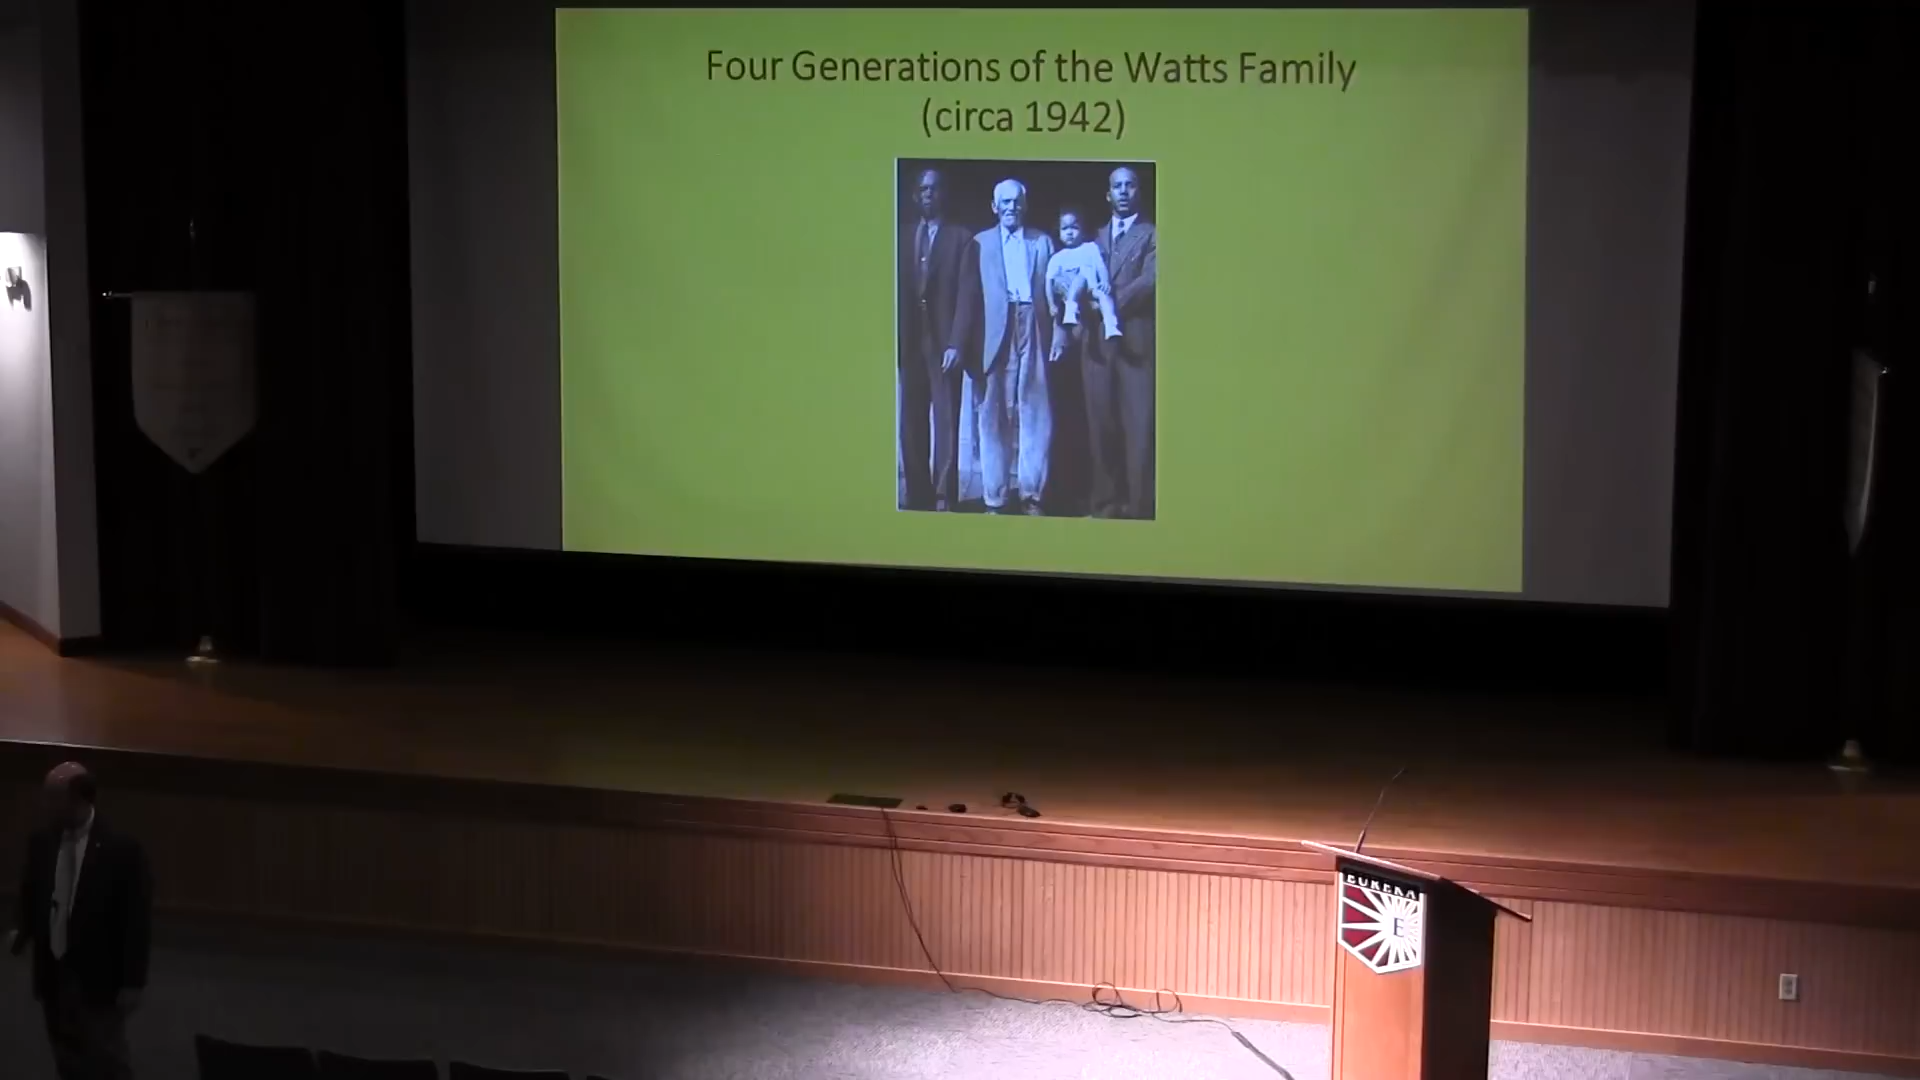 Four Generations of the Watts Family
(circa 1942)
EUREKA
E